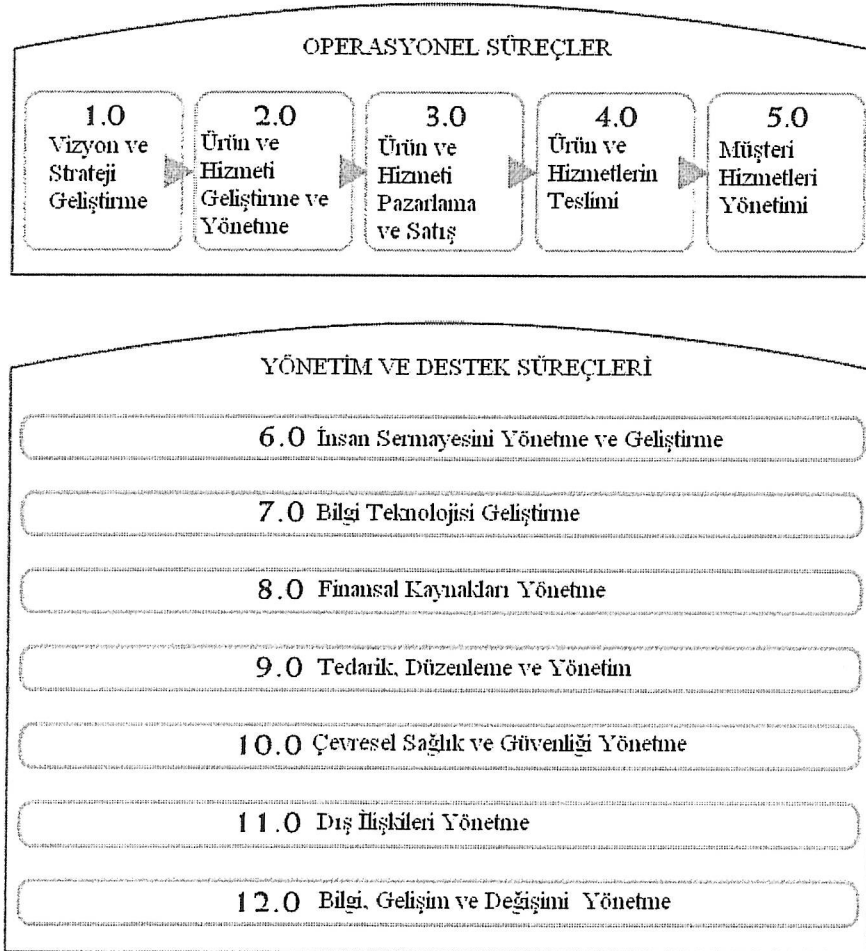 OPERASYONEL SÜREÇLER
1.0
Vizyon ve
Strateji
Geliştirme
2.0
Ürün ve
Hizmeti
Geliştirme ve
Yönetme
3.0
Ürün ve
Hizmeti
Pazarlama
ve Satış
4.0
Ürün ve
Hizmetlerin
Teslimi
5.0
Müşteri
Hizmetleri
Yönetimi
YÖNETİM VE DESTEK SÜREÇLERİ
6.0 İnsan Sermayesini Yönetme ve Geliştirme
7.0 Bilgi Teknolojisi Geliştirme
8.0 Finansal Kaynakları Yönetme
9.0 Tedarik, Düzenleme ve Yönetim
10.0 Çevresel Sağlık ve Güvenliği Yönetme
11.0 Dış İlişkileri Yönetme
12.0 Bilgi, Gelişim ve Değişimi Yönetme